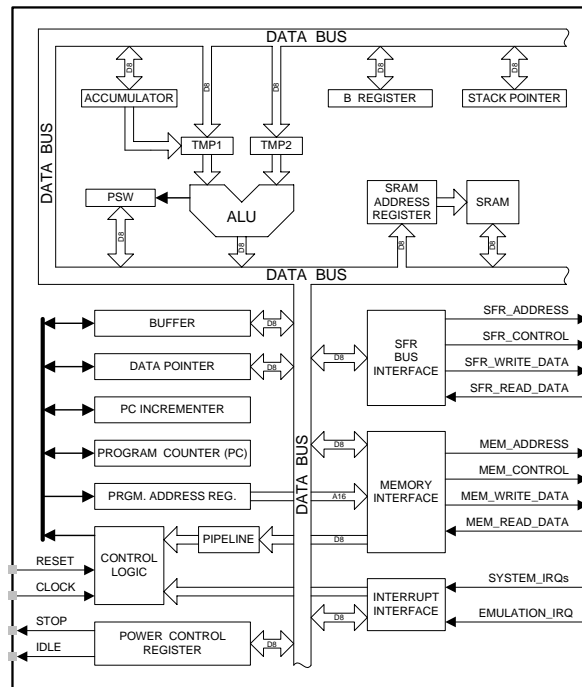 DATA BUS
D8
D8
D8
D8
D8
ACCUMULATOR
B REGISTER
STACK POINTER
DATA BUS
TMP1
TMP2
PSW
ALU
SRAM
ADDRESS
REGISTER
SRAM
D8
D8
D8
D8
DATA BUS
BUFFER
D8
DATA POINTER
D8
PC INCREMENTER
PROGRAM COUNTER (PC)
PRGM. ADDRESS REG.
A16
DATA BUS
D8
SFR
BUS
INTERFACE
SFR_ADDRESS
SFR_CONTROL
SFR_WRITE_DATA
SFR_READ_DATA
D8
MEMORY
INTERFACE
MEM_ADDRESS
MEM_CONTROL
MEM_WRITE_DATA
MEM_READ_DATA
RESET
CLOCK
CONTROL
LOGIC
PIPELINE
D8
INTERRUPT
INTERFACE
SYSTEM_IRQs
EMULATION_IRQ
D8
STOP
IDLE
POWER CONTROL
REGISTER
D8